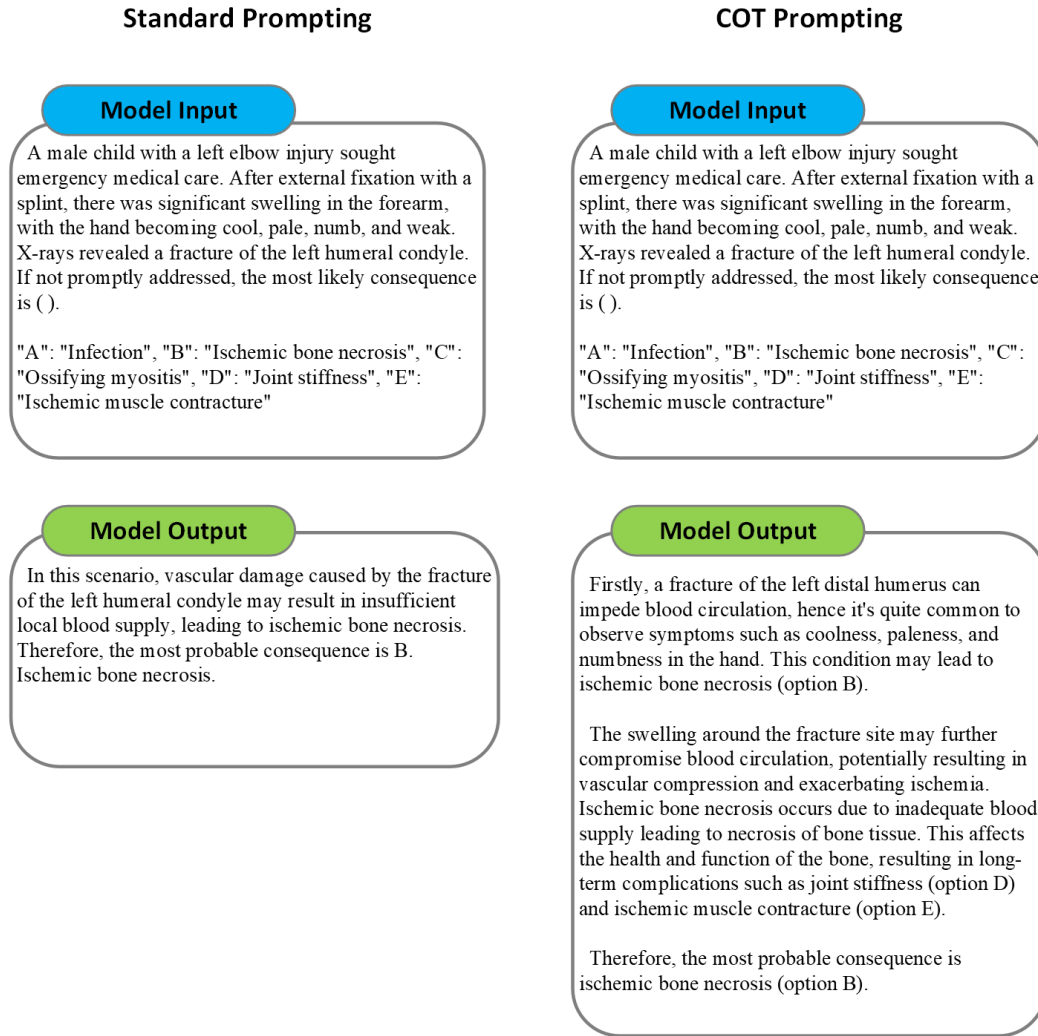 Standard Prompting
Model Input
A male child with a left elbow injury sought
emergency medical care. After external fixation with a
splint, there was significant swelling in the forearm,
with the hand becoming cool, pale, numb, and weak.
X-rays revealed a fracture of the left humeral condyle.
If not promptly addressed, the most likely consequence
is ( ).
"A": "Infection", "B": "Ischemic bone necrosis", "C":
"Ossifying myositis", "D": "Joint stiffness", "E":
"Ischemic muscle contracture"
Model Output
In this scenario, vascular damage caused by the fracture
of the left humeral condyle may result in insufficient
local blood supply, leading to ischemic bone necrosis.
Therefore, the most probable consequence is B.
Ischemic bone necrosis.
COT Prompting
Model Input
A male child with a left elbow injury sought
emergency medical care. After external fixation with a
splint, there was significant swelling in the forearm,
with the hand becoming cool, pale, numb, and weak.
X-rays revealed a fracture of the left humeral condyle.
If not promptly addressed, the most likely consequence
is ( ).
"A": "Infection", "B": "Ischemic bone necrosis", "C":
"Ossifying myositis", "D": "Joint stiffness", "E":
"Ischemic muscle contracture"
Model Output
Firstly, a fracture of the left distal humerus can
impede blood circulation, hence it's quite common to
observe symptoms such as coolness, paleness, and
numbness in the hand. This condition may lead to
ischemic bone necrosis (option B).
The swelling around the fracture site may further
compromise blood circulation, potentially resulting in
vascular compression and exacerbating ischemia.
Ischemic bone necrosis occurs due to inadequate blood
supply leading to necrosis of bone tissue. This affects
the health and function of the bone, resulting in long-
term complications such as joint stiffness (option D)
and ischemic muscle contracture (option E).
Therefore, the most probable consequence is
ischemic bone necrosis (option B).